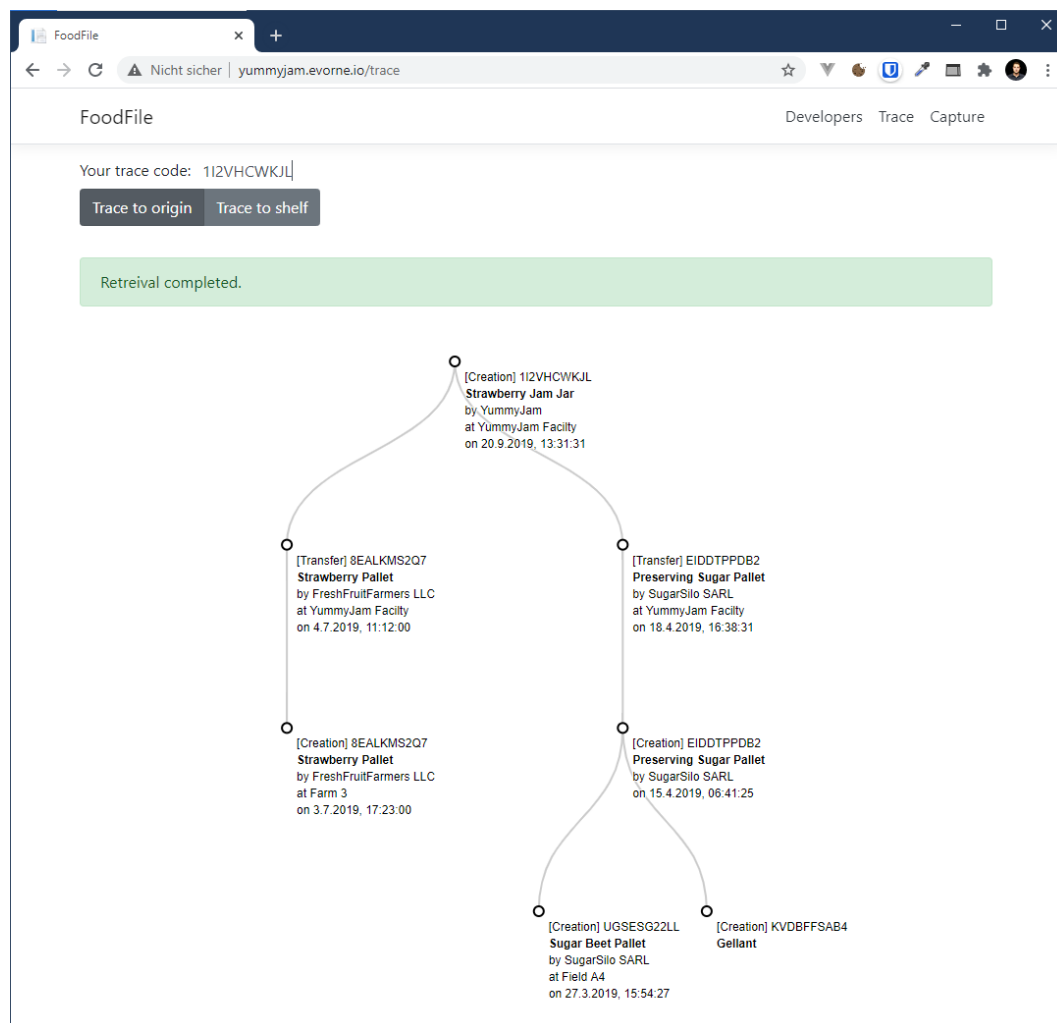 FoodFile
Nicht sicher yummyjam.evorne.io/trace
FoodFile Developers Trace Capture
Your trace code: 1I2VHCWKJL
Trace to origin Trace to shelf
Retreival completed.
[Creation] 1I2VHCWKJL
Strawberry Jam Jar
by YummyJam
at YummyJam Facilty
on 20.9.2019, 13:31:31
[Transfer] 8EALKMS2Q7
Strawberry Pallet
by FreshFruitFarmers LLC
at YummyJam Facilty
on 4.7.2019, 11:12:00
[Transfer] EIDDTPPDB2
Preserving Sugar Pallet
by SugarSilo SARL
at YummyJam Facilty
on 18.4.2019, 16:38:31
[Creation] 8EALKMS2Q7
Strawberry Pallet
by FreshFruitFarmers LLC
at Farm 3
on 3.7.2019, 17:23:00
[Creation] EIDDTPPDB2
Preserving Sugar Pallet
by SugarSilo SARL
on 15.4.2019, 06:41:25
[Creation] UGSESG22LL
Sugar Beet Pallet
by SugarSilo SARL
at Field A4
on 27.3.2019, 15:54:27
[Creation] KVDBFFSAB4
Gellant